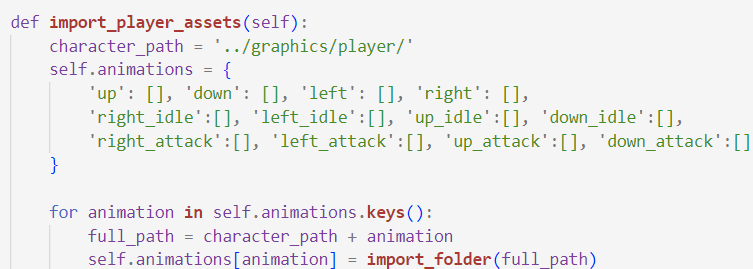 def import_player_assets(self):
    character_path = '../graphics/player/'
    self.animations = {
        'up': [], 'down': [], 'left': [], 'right': [],
        'right_idle':[], 'left_idle':[], 'up_idle':[], 'down_idle':[],
        'right_attack':[], 'left_attack':[], 'up_attack':[], 'down_attack':[]
    }
    for animation in self.animations.keys():
        full_path = character_path + animation
        self.animations[animation] = import_folder(full_path)